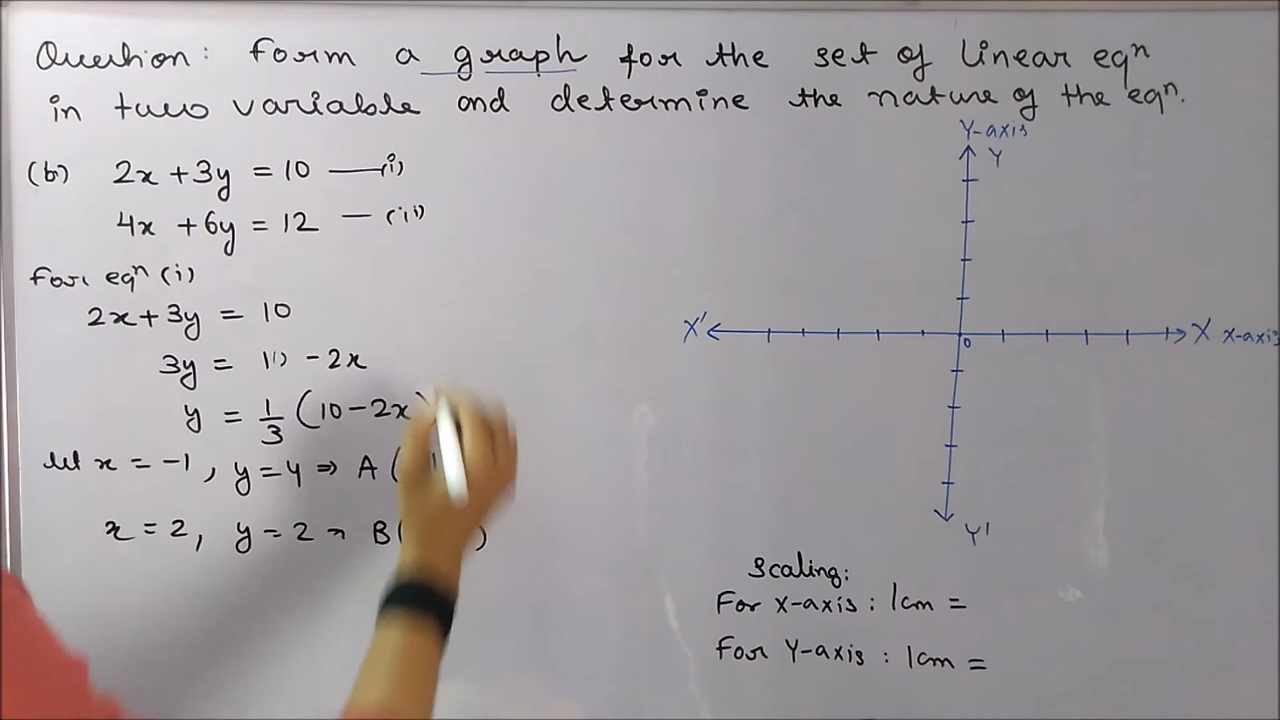 Question: Form a graph for the set of linear eqⁿ
in two variable and determine the nature of the eqⁿ.
(b) 2x + 3y = 10 — (i)
4x + 6y = 12 — (ii)
For eqⁿ (i)
2x + 3y = 10
3y = 10 - 2x
y = 1/3 (10 - 2x)
let x = -1, y = 4 ⇒ A (
x = 2, y = 2 ⇒ B( )
Y-axis
Y
X' 0 X X-axis
Y'
Scaling:
For X-axis : 1cm =
For Y-axis : 1cm =